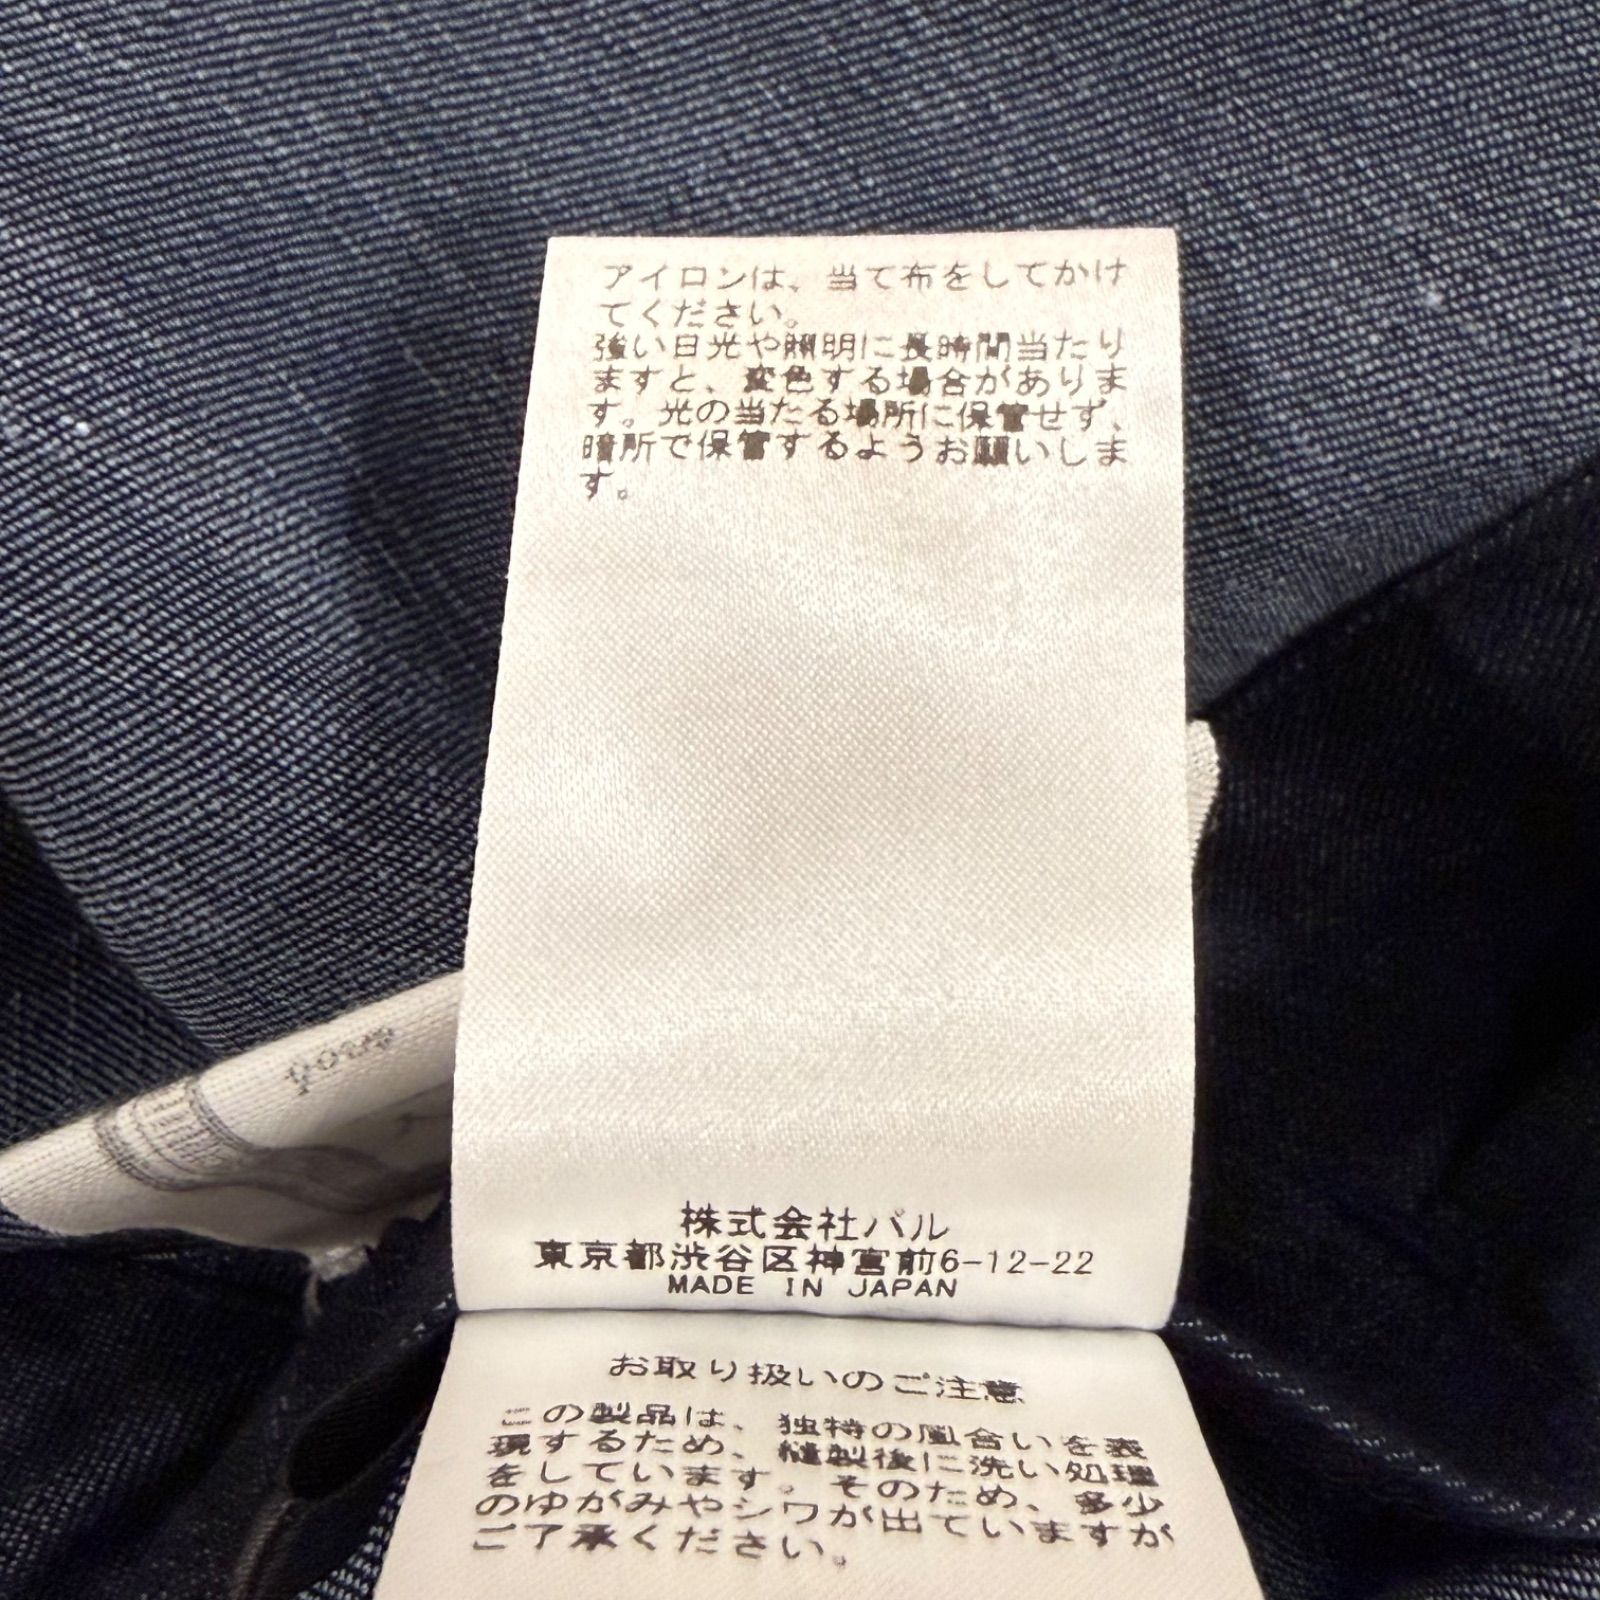 アイロンは、当て布をしてかけ
てください。
強い日光や照明に長時間当たり
ますと、変色する場合がありま
す。光の当たる場所に保管せず、
暗所で保管するようお願いしま
す。
株式会社パル
東京都渋谷区神宮前6-12-22
MADE IN JAPAN
お取り扱いのご注意
この製品は、独特の風合いを表
現するため、縫製後に洗い処理
をしています。そのため、多少
のゆがみやシワが出ていますが
ご了承ください。